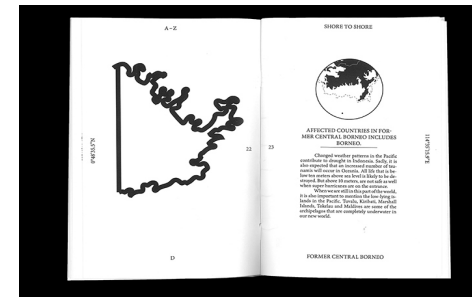 A–Z
0°48'35.5"N
22
D
SHORE TO SHORE
AFFECTED COUNTRIES IN FOR-
MER CENTRAL BORNEO INCLUDES
BORNEO.
23
Changed weather patterns in the Pacific
contribute to drought in Indonesia. Sadly, it is
also expected that an increased number of tsu-
namis will occur in Oceania. All life that is be-
low ten meters above sea level is likely to be de-
stroyed. But above 10 meters, are not safe as well
when super hurricanes are on the entrance.
When we are still in this part of the world,
it is also important to mention the low lying is-
lands in the Pacific. Tuvalu, Kiribati, Marshall
Islands, Tokelau and Maldives are some of the
archipelagos that are completely underwater in
our new world.
FORMER CENTRAL BORNEO